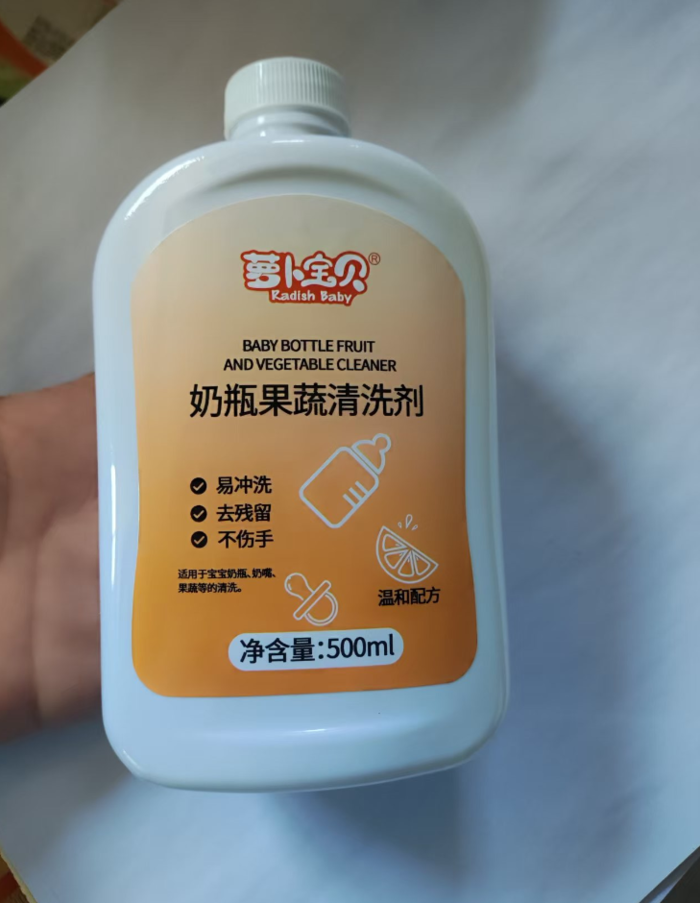 萝卜宝贝®
Radish Baby
BABY BOTTLE FRUIT
AND VEGETABLE CLEANER
奶瓶果蔬清洗剂
易冲洗
去残留
不伤手
适用于宝宝奶瓶、奶嘴、
果蔬等的清洗。
温和配方
净含量：500ml